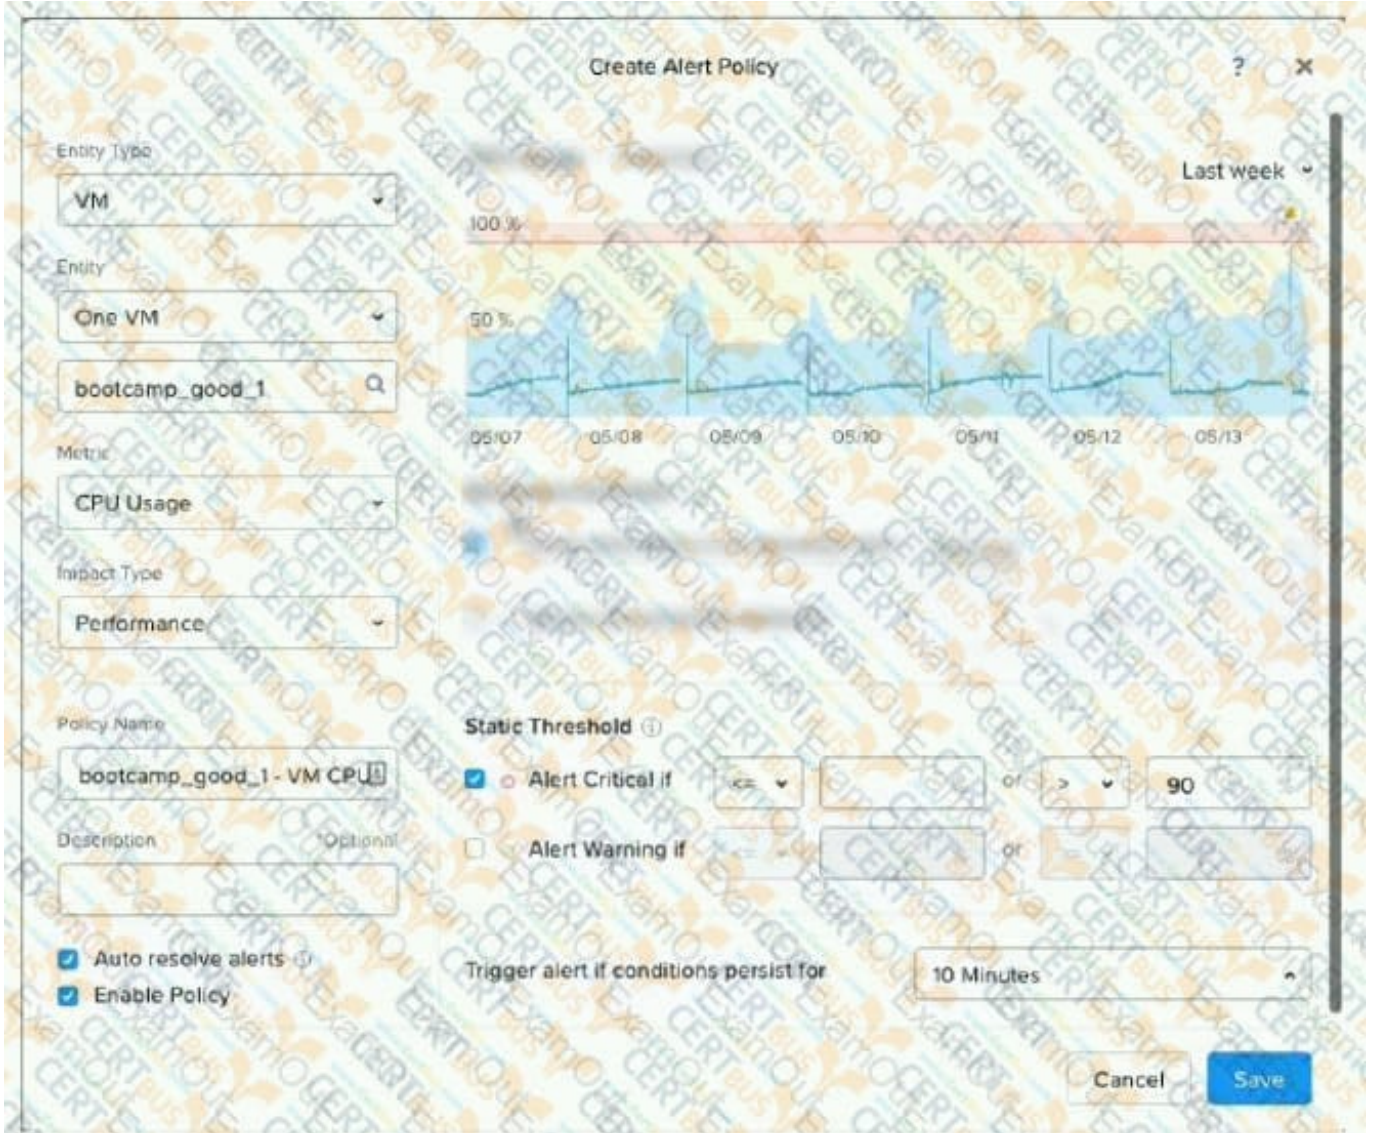 Create Alert Policy ? ×
Entity Type
VM
Entity
One VM
bootcamp_good_1
Metric
CPU Usage
Impact Type
Performance
Policy Name
bootcamp_good_1 - VM CPU
Description *Optional
Auto resolve alerts
Enable Policy
Last week
100 %
50 %
05/07 05/08 05/09 05/10 05/11 05/12 05/13
Static Threshold
Alert Critical if <= or > 90
Alert Warning if <= or
Trigger alert if conditions persist for 10 Minutes
Cancel Save
CERTBUS